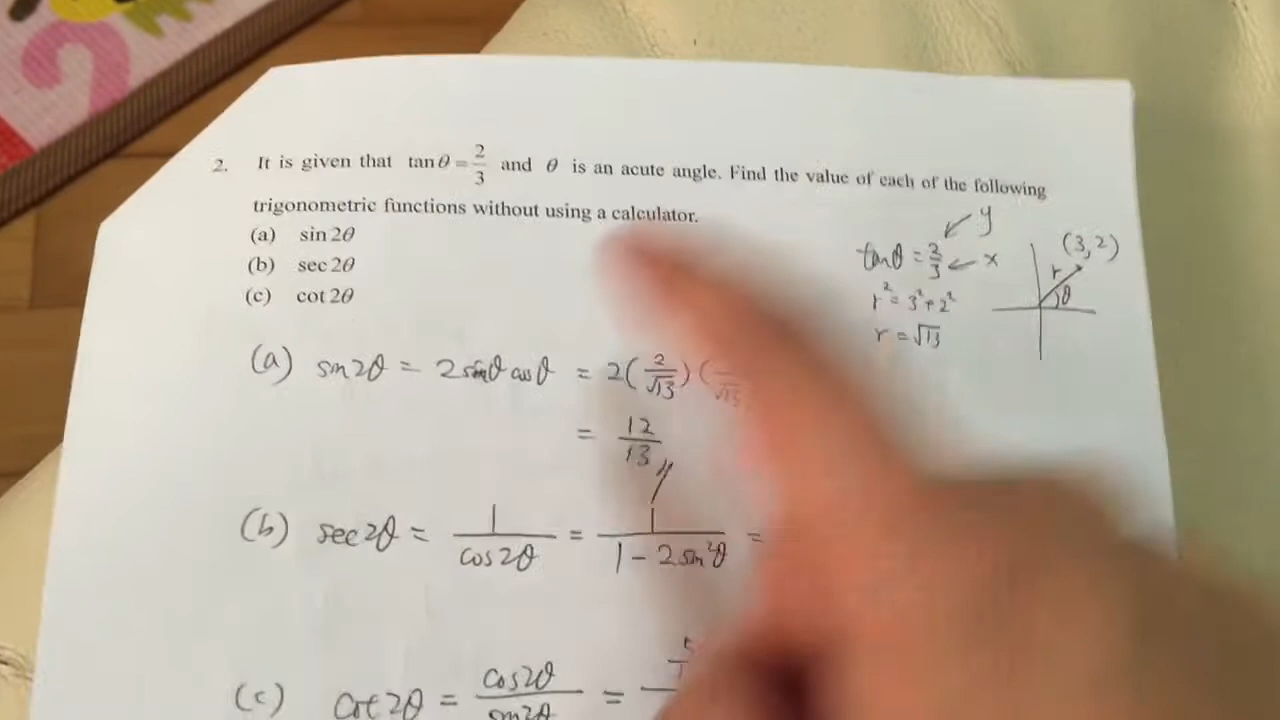 2. It is given that tan θ = 2/3 and θ is an acute angle. Find the value of each of the following
trigonometric functions without using a calculator.
(a) sin 2θ
(b) sec 2θ
(c) cot 2θ
y
tanθ = 2/3 x
r² = 3² + 2²
r = √13
(3,2)
r
θ
(a) sin2θ = 2sinθ cosθ = 2(2/√13)( /√13
= 12/13
(b) sec2θ = 1/cos2θ = 1/(1 - 2sin²θ) =
(c) cot2θ = cos2θ/sin2θ = 5